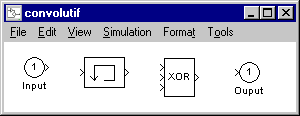 convolutif
File Edit View Simulation Format Tools
1
XOR
1
Input
Ouput